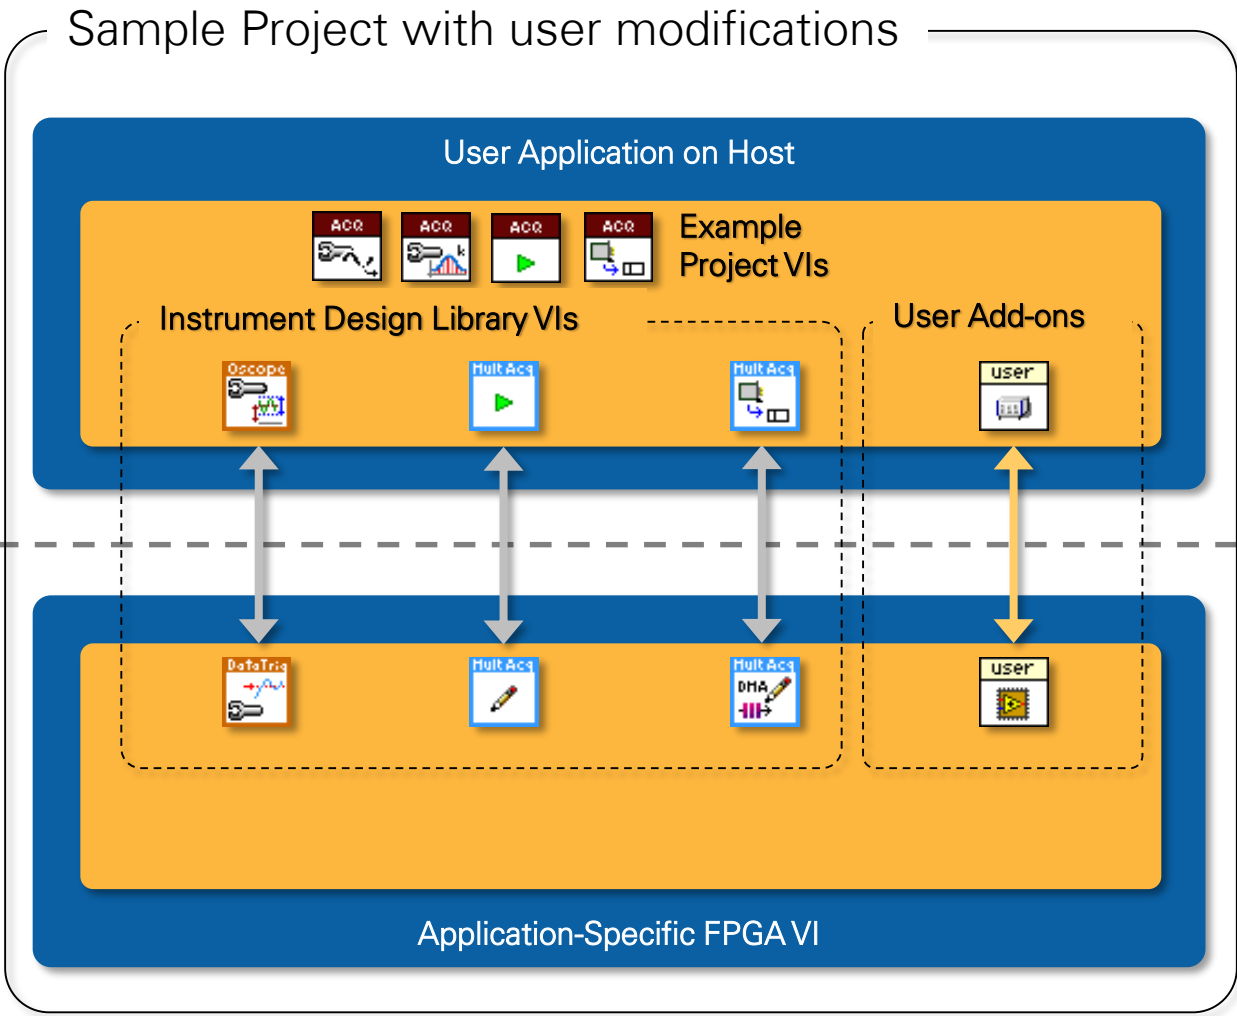 Sample Project with user modifications
User Application on Host
ACQ ACQ ACQ ACQ
k
Example
Project VIs
Instrument Design Library VIs
User Add-ons
Oscope
Mult Acq
Mult Acq
user
DataTrig
Mult Acq
Mult Acq
DMA
user
Application-Specific FPGA VI